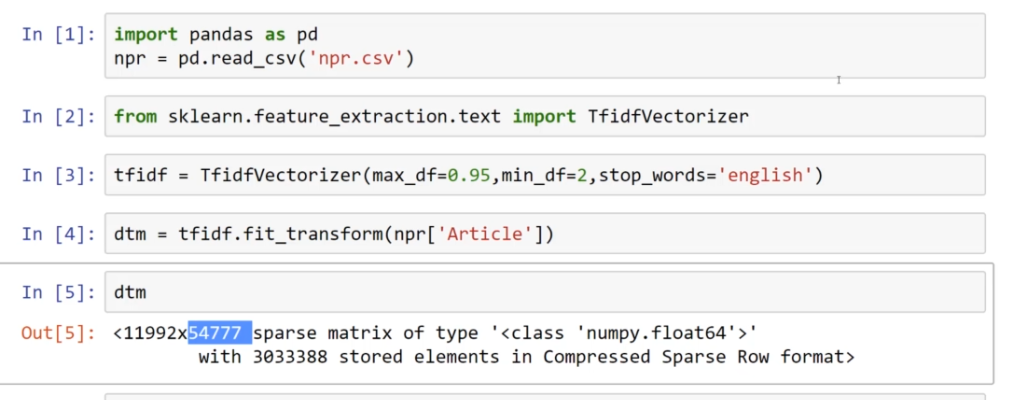 In [1]: import pandas as pd
npr = pd.read_csv('npr.csv')
In [2]: from sklearn.feature_extraction.text import TfidfVectorizer
In [3]: tfidf = TfidfVectorizer(max_df=0.95,min_df=2,stop_words='english')
In [4]: dtm = tfidf.fit_transform(npr['Article'])
In [5]: dtm
Out[5]: <11992x54777 sparse matrix of type '<class 'numpy.float64'>'
with 3033388 stored elements in Compressed Sparse Row format>